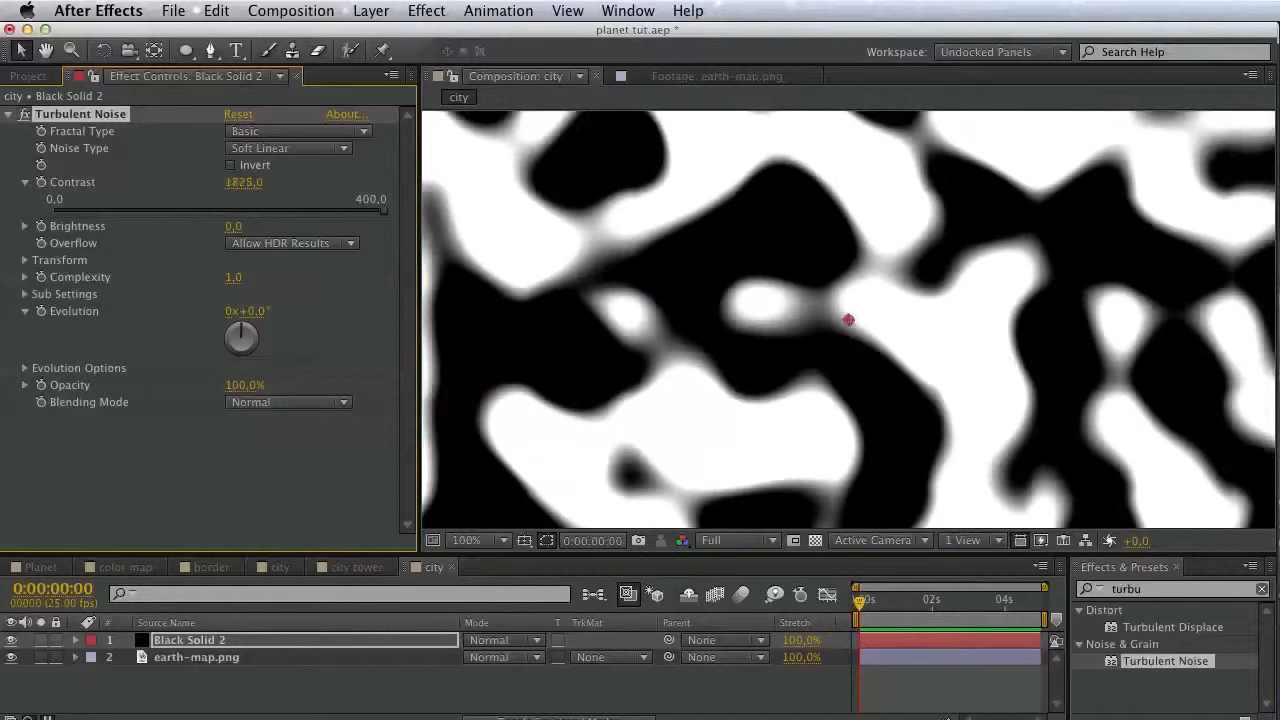 After Effects File Edit Composition Layer Effect Animation View Window Help
planet tut.aep *
Workspace: Undocked Panels Search Help
Project Effect Controls: Black Solid 2 Composition: city Footage: earth-map.png
city • Black Solid 2 city
fx Turbulent Noise Reset About...
Fractal Type Basic
Noise Type Soft Linear
Invert
Contrast
0,0 400,0
Brightness 0,0
Overflow Allow HDR Results
Transform
Complexity 1,0
Sub Settings
Evolution 0x+0,0°
Evolution Options
Opacity 100,0%
Blending Mode Normal
100% 0:00:00:00 Full Active Camera 1 View +0,0
Planet color map border city city tower city Effects & Presets
0:00:00:00 turbu
00000 (25.00 fps) 02s 04s
# Source Name Mode T TrkMat Parent Stretch
Distort
Turbulent Displace
Noise & Grain
Turbulent Noise
1 Black Solid 2 Normal None 100,0%
2 earth-map.png Normal None None 100,0%